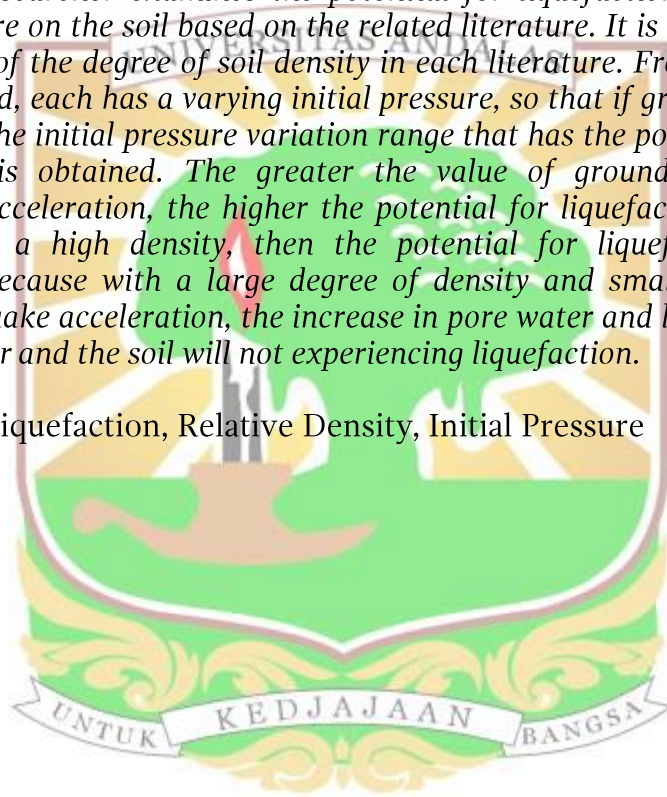 re on the soil based on the related literature. It is
UNIVERSITAS ANDALAS
of the degree of soil density in each literature. Fr
d, each has a varying initial pressure, so that if gr
he initial pressure variation range that has the po
is obtained. The greater the value of ground
cceleration, the higher the potential for liquefac
a high density, then the potential for liquef
ecause with a large degree of density and sma
uake acceleration, the increase in pore water and l
r and the soil will not experiencing liquefaction.
iquefaction, Relative Density, Initial Pressure
UNTUK KEDJAJAAN BANGSA